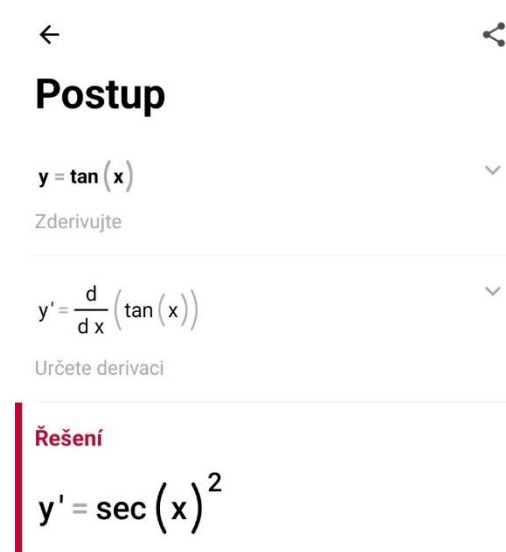 Postup
y = tan(x)
Zderivujte
y' = d/dx (tan(x))
Určete derivaci
Řešení
y' = sec(x)²